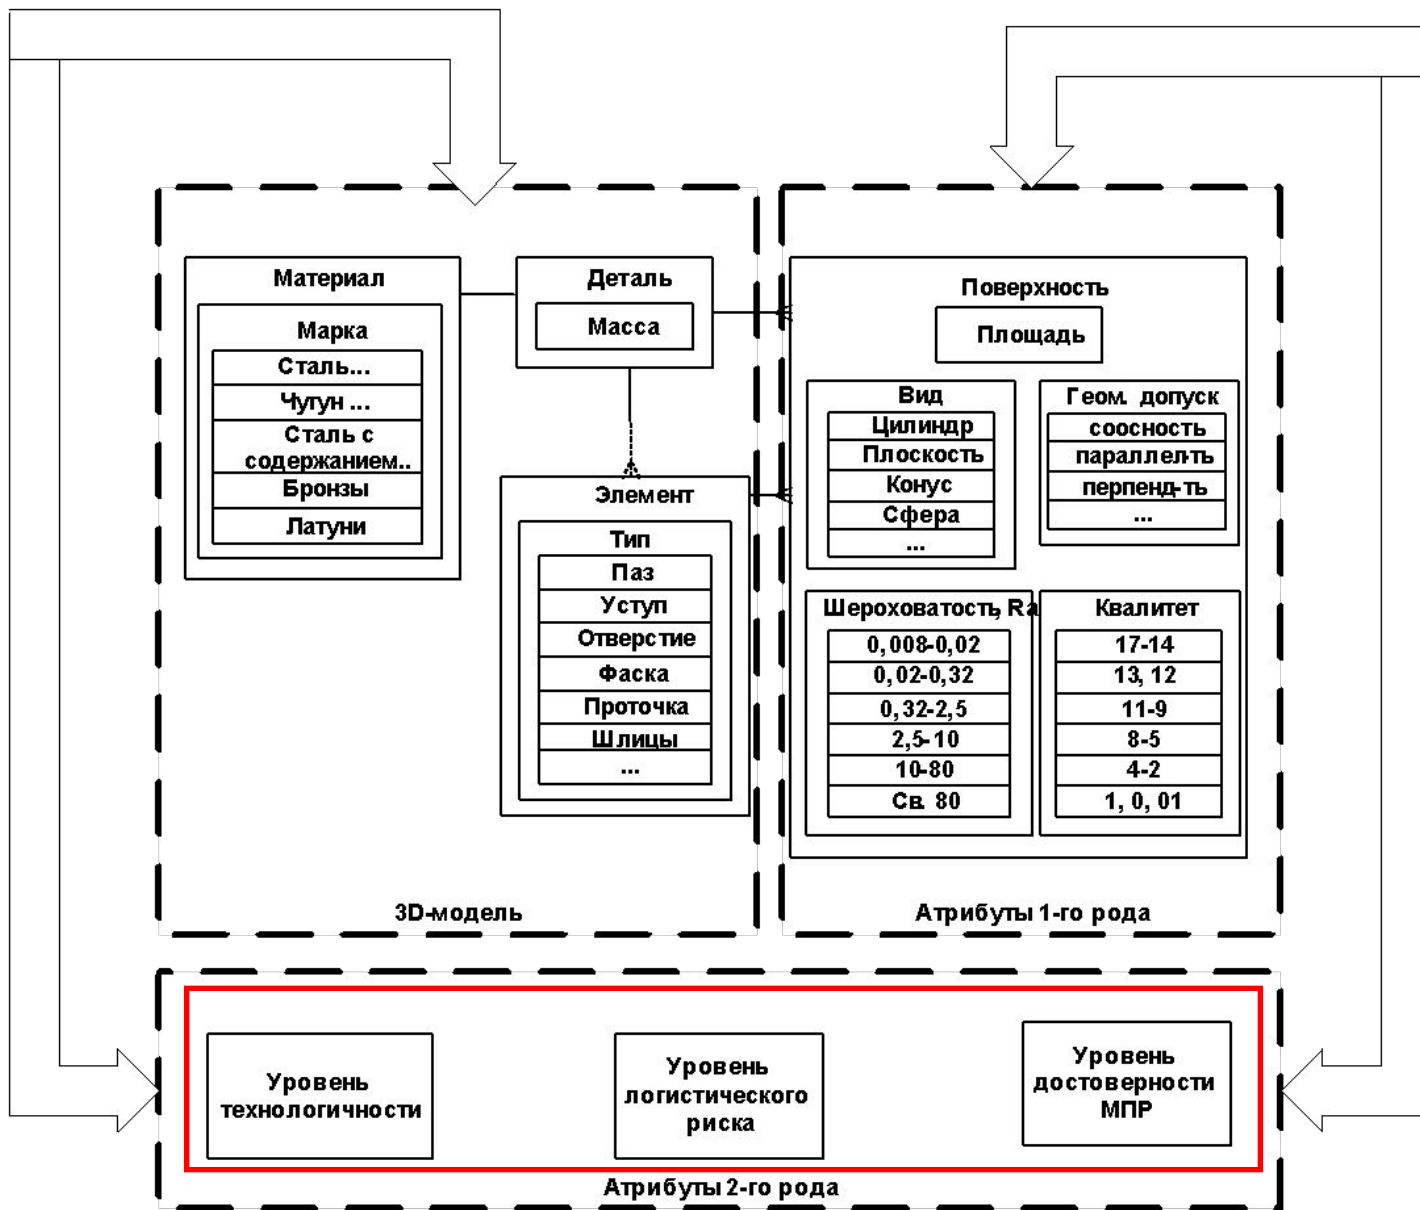 Материал
Марка
Сталь...
Чугун ...
Сталь с
содержанием..
Бронзы
Латуни
Деталь
Масса
Элемент
Тип
Паз
Уступ
Отверстие
Фаска
Проточка
Шлицы
...
3D-модель
Поверхность
Площадь
Вид
Цилиндр
Плоскость
Конус
Сфера
...
Геом. допуск
соосность
параллел-ть
перпенд-ть
...
Шероховатость, Ra
0,008-0,02
0,02-0,32
0,32-2,5
2,5-10
10-80
Св. 80
Квалитет
17-14
13, 12
11-9
8-5
4-2
1, 0, 01
Атрибуты 1-го рода
Уровень
технологичности
Уровень
логистического
риска
Уровень
достоверности
МПР
Атрибуты 2-го рода